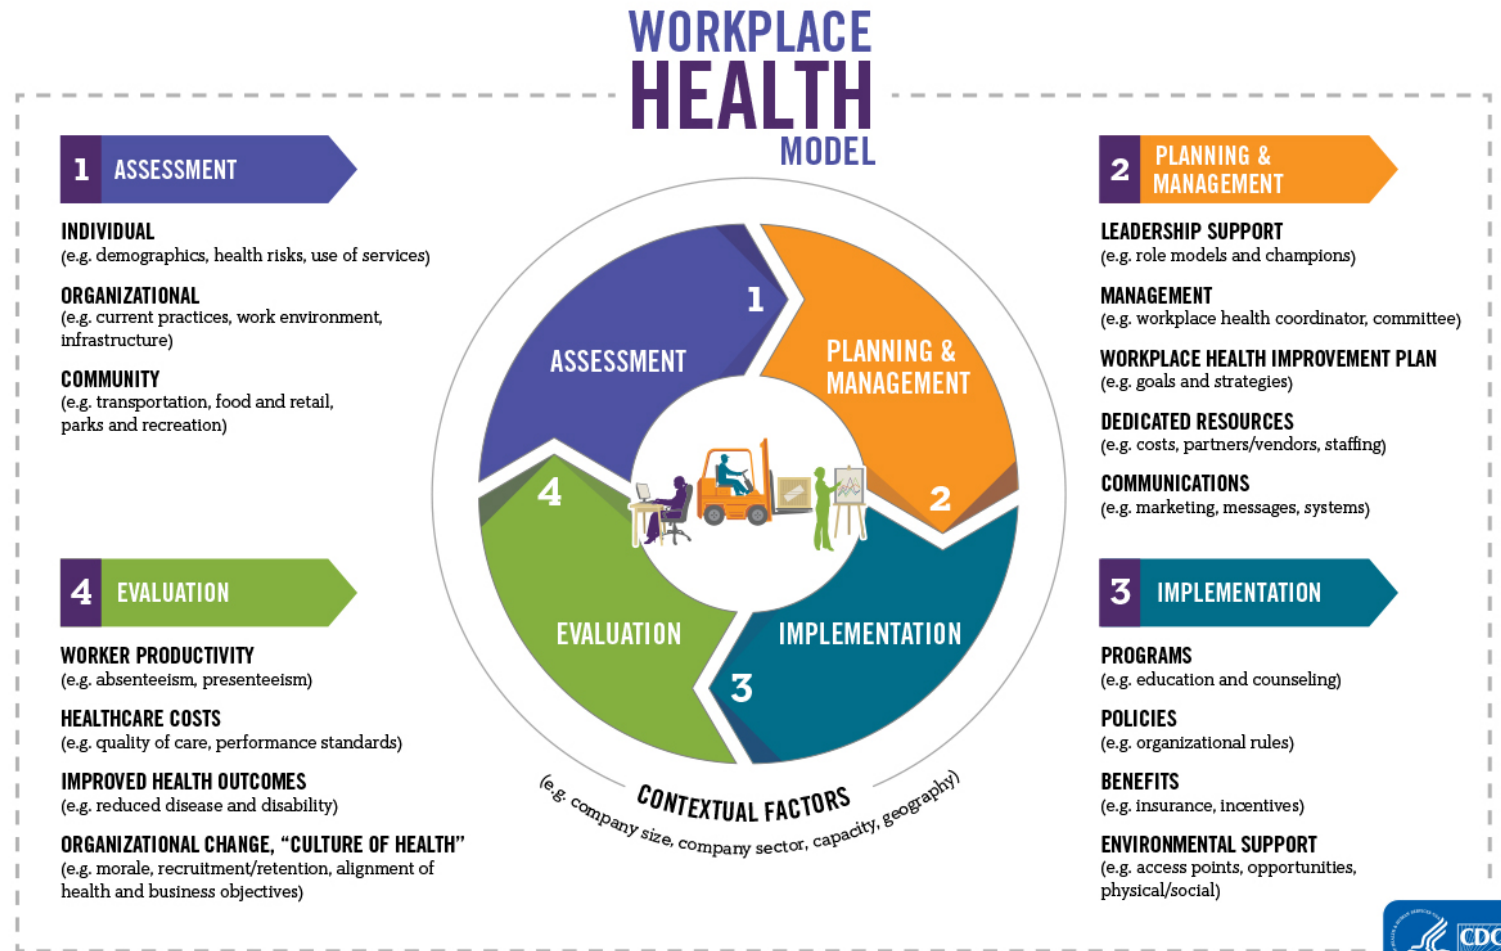 WORKPLACE
HEALTH
MODEL
1 ASSESSMENT
INDIVIDUAL
(e.g. demographics, health risks, use of services)
ORGANIZATIONAL
(e.g. current practices, work environment,
infrastructure)
COMMUNITY
(e.g. transportation, food and retail,
parks and recreation)
2 PLANNING &
MANAGEMENT
LEADERSHIP SUPPORT
(e.g. role models and champions)
MANAGEMENT
(e.g. workplace health coordinator, committee)
WORKPLACE HEALTH IMPROVEMENT PLAN
(e.g. goals and strategies)
DEDICATED RESOURCES
(e.g. costs, partners/vendors, staffing)
COMMUNICATIONS
(e.g. marketing, messages, systems)
1
ASSESSMENT
PLANNING &
MANAGEMENT
2
4
EVALUATION
IMPLEMENTATION
3
CONTEXTUAL FACTORS
(e.g. company size, company sector, capacity, geography)
4 EVALUATION
WORKER PRODUCTIVITY
(e.g. absenteeism, presenteeism)
HEALTHCARE COSTS
(e.g. quality of care, performance standards)
IMPROVED HEALTH OUTCOMES
(e.g. reduced disease and disability)
ORGANIZATIONAL CHANGE, “CULTURE OF HEALTH”
(e.g. morale, recruitment/retention, alignment of
health and business objectives)
3 IMPLEMENTATION
PROGRAMS
(e.g. education and counseling)
POLICIES
(e.g. organizational rules)
BENEFITS
(e.g. insurance, incentives)
ENVIRONMENTAL SUPPORT
(e.g. access points, opportunities,
physical/social)
CDC